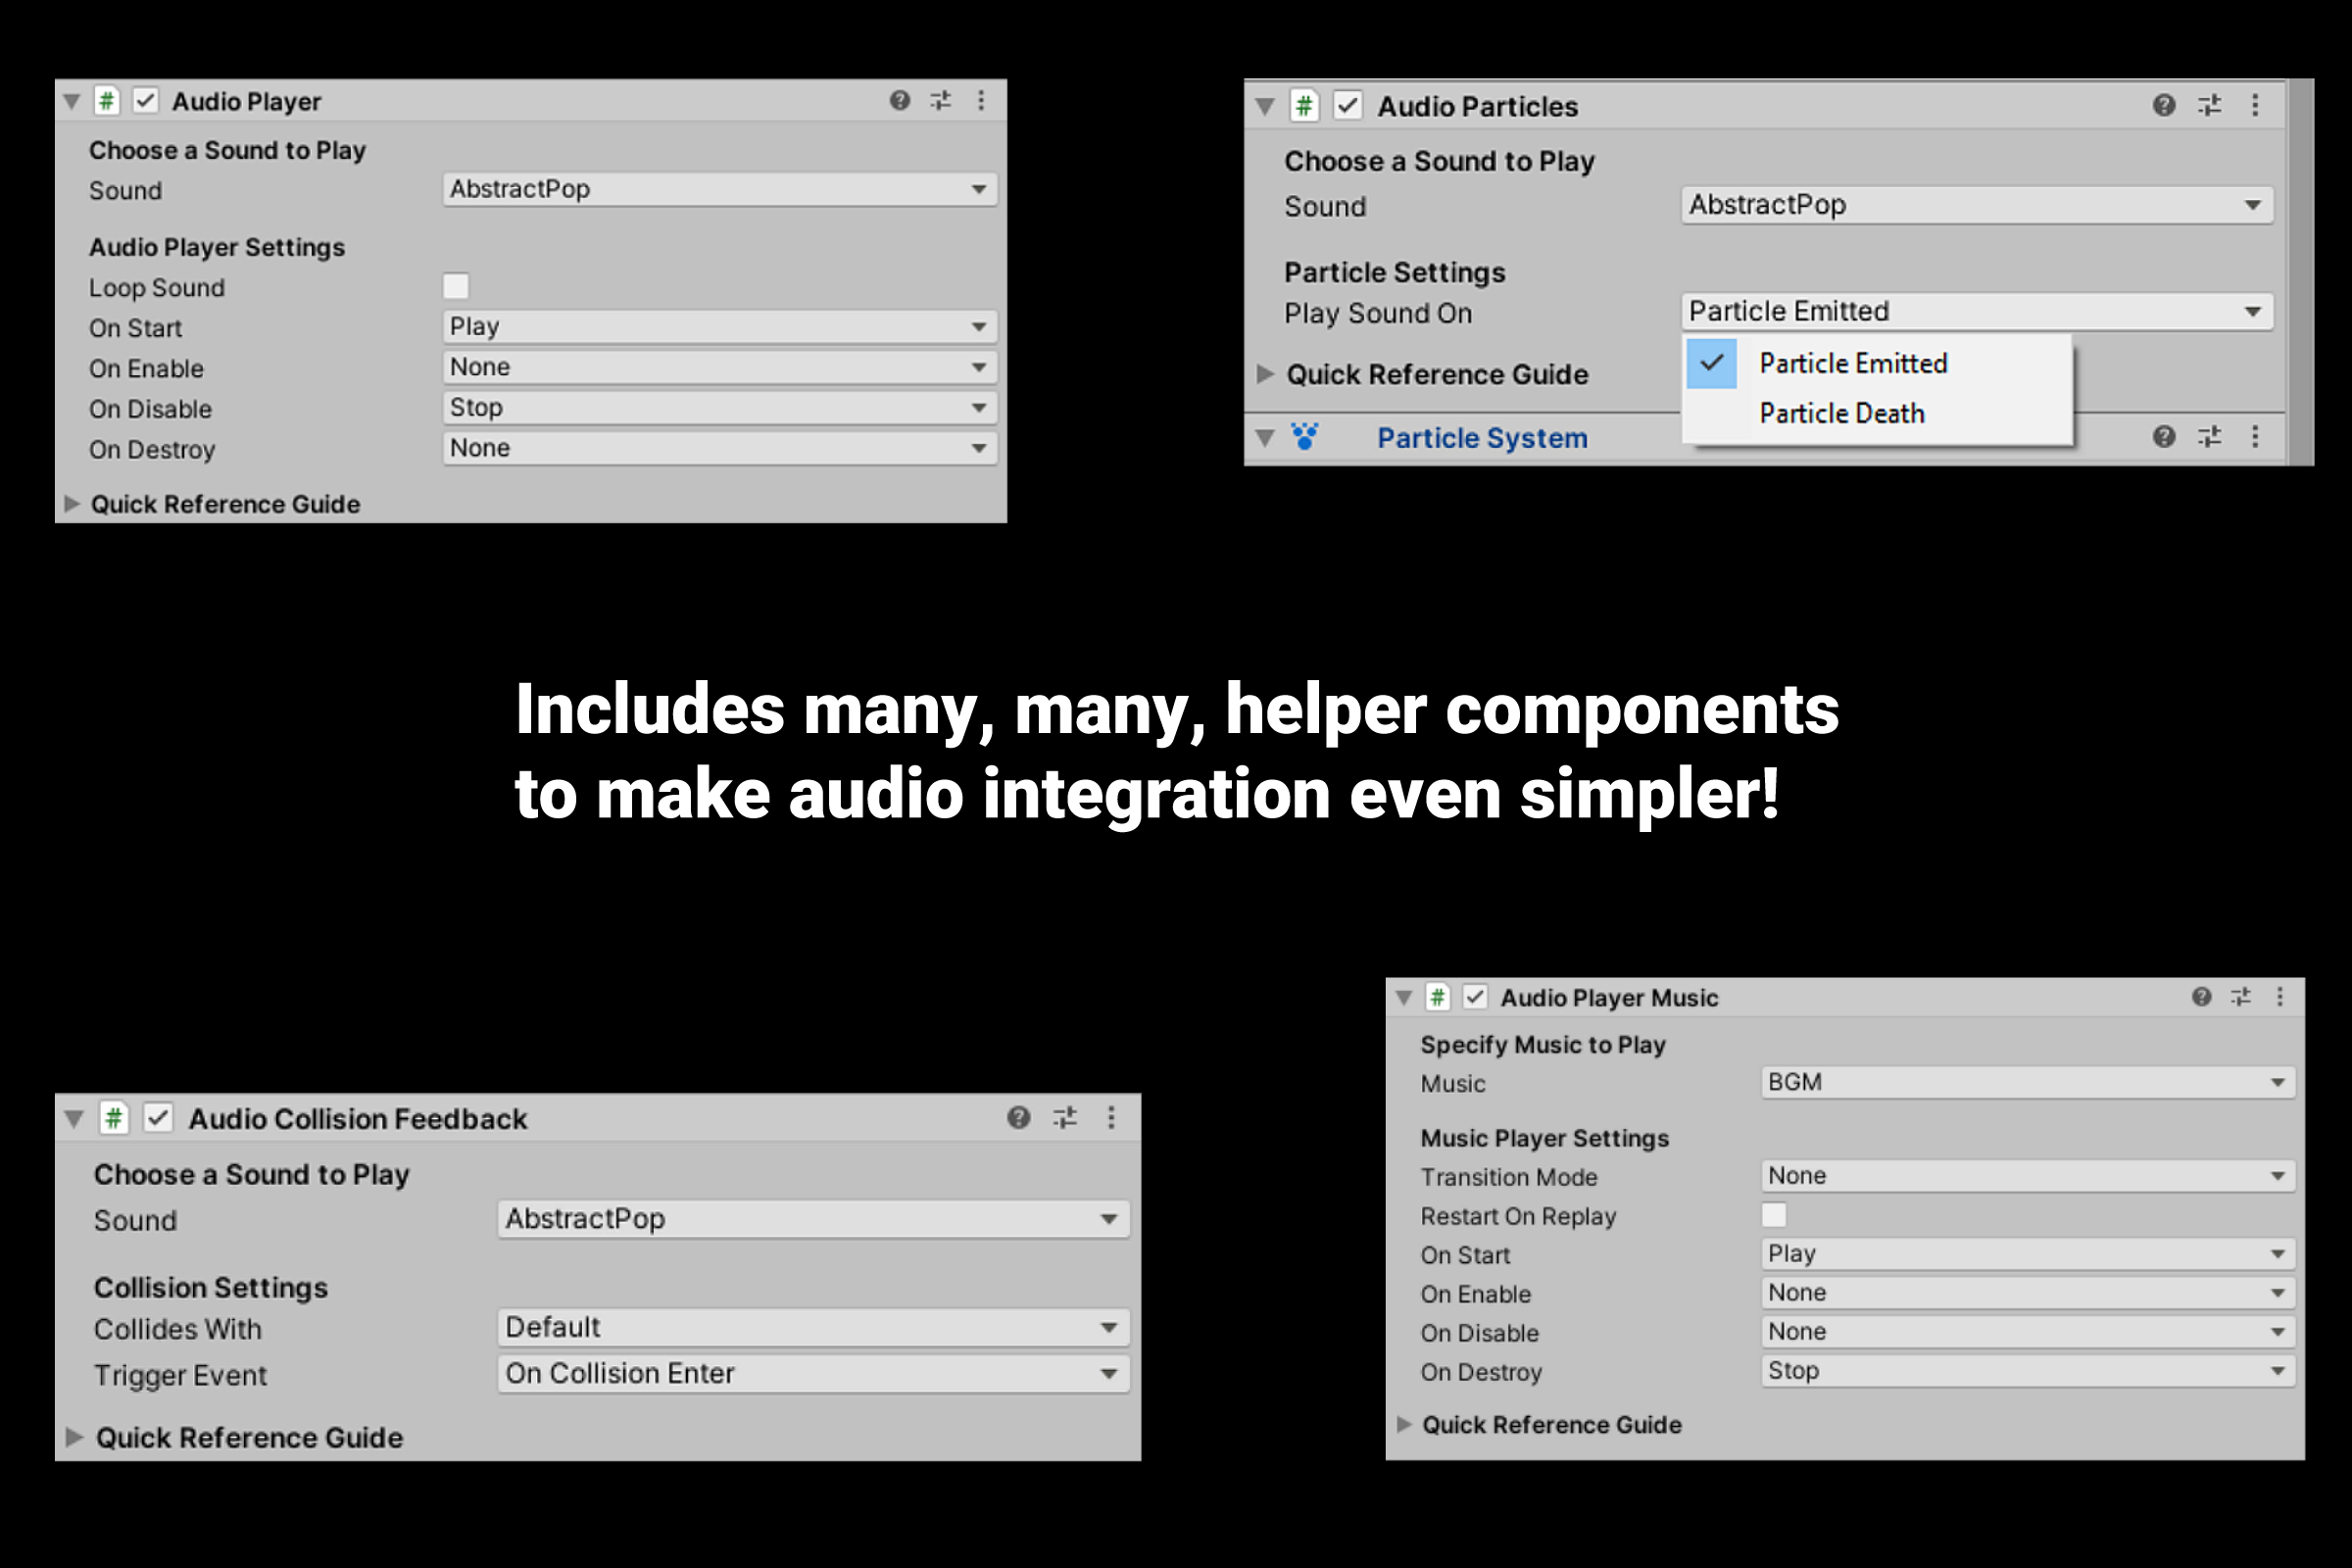 Audio Player
Choose a Sound to Play
Sound AbstractPop
Audio Player Settings
Loop Sound
On Start Play
On Enable None
On Disable Stop
On Destroy None
Quick Reference Guide
Audio Particles
Choose a Sound to Play
Sound AbstractPop
Particle Settings
Play Sound On Particle Emitted
Particle Emitted
Quick Reference Guide
Particle Death
Particle System
Includes many, many, helper components
to make audio integration even simpler!
Audio Collision Feedback
Choose a Sound to Play
Sound AbstractPop
Collision Settings
Collides With Default
Trigger Event On Collision Enter
Quick Reference Guide
Audio Player Music
Specify Music to Play
Music BGM
Music Player Settings
Transition Mode None
Restart On Replay
On Start Play
On Enable None
On Disable None
On Destroy Stop
Quick Reference Guide